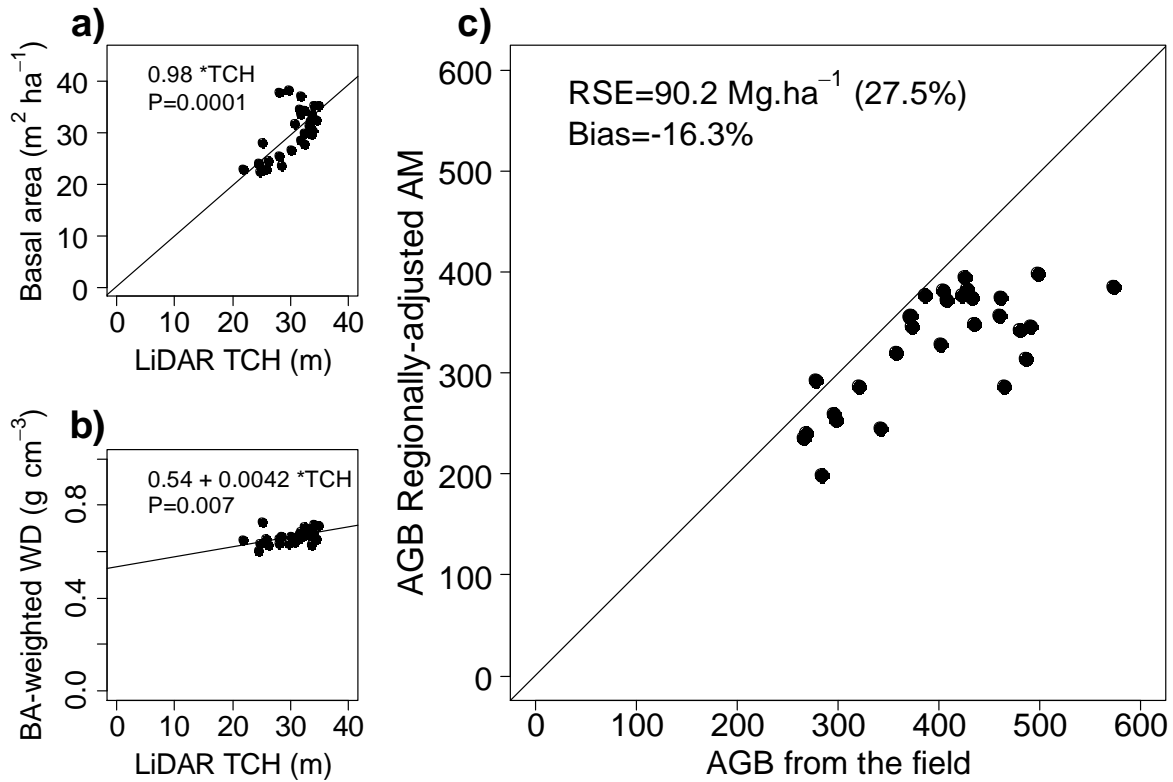 a)
Basal area (m² ha⁻¹)
40
30
20
10
0
0.98 *TCH
P=0.0001
0 10 20 30 40
LiDAR TCH (m)
b)
BA-weighted WD (g cm⁻³)
0.8
0.4
0.0
0.54 + 0.0042 *TCH
P=0.007
0 10 20 30 40
LiDAR TCH (m)
c)
AGB Regionally-adjusted AM
600
500
400
300
200
100
0
RSE=90.2 Mg.ha⁻¹ (27.5%)
Bias=-16.3%
0 100 200 300 400 500 600
AGB from the field